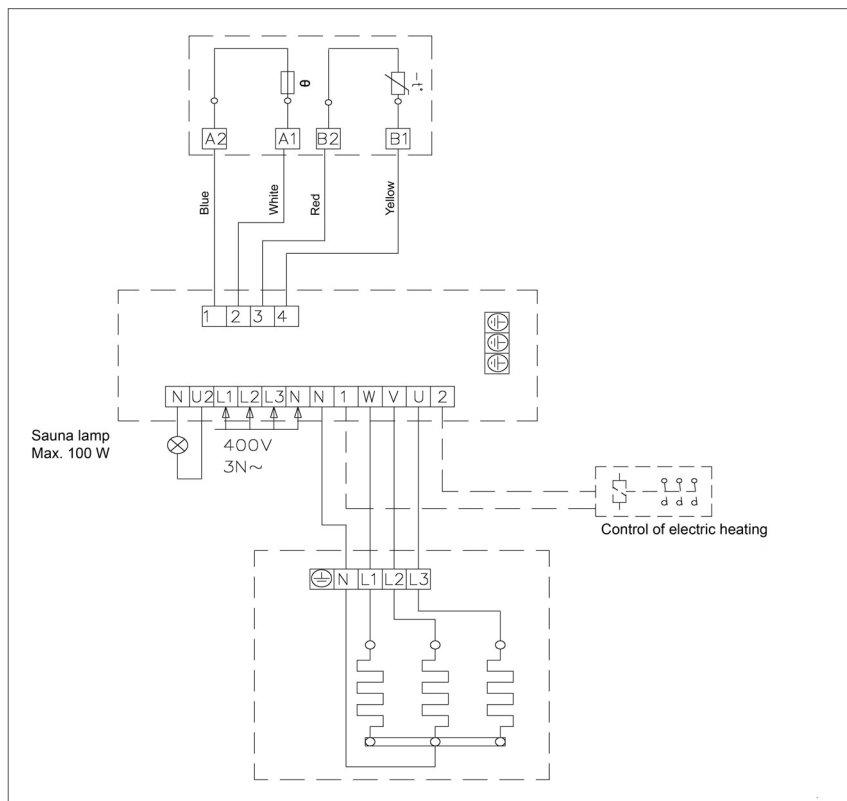 θ
-t°
A2 A1 B2 B1
Blue
White
Red
Yellow
1 2 3 4
N U2 L1 L2 L3 N N 1 W V U 2
Sauna lamp
Max. 100 W
400V
3N~
Control of electric heating
N L1 L2 L3